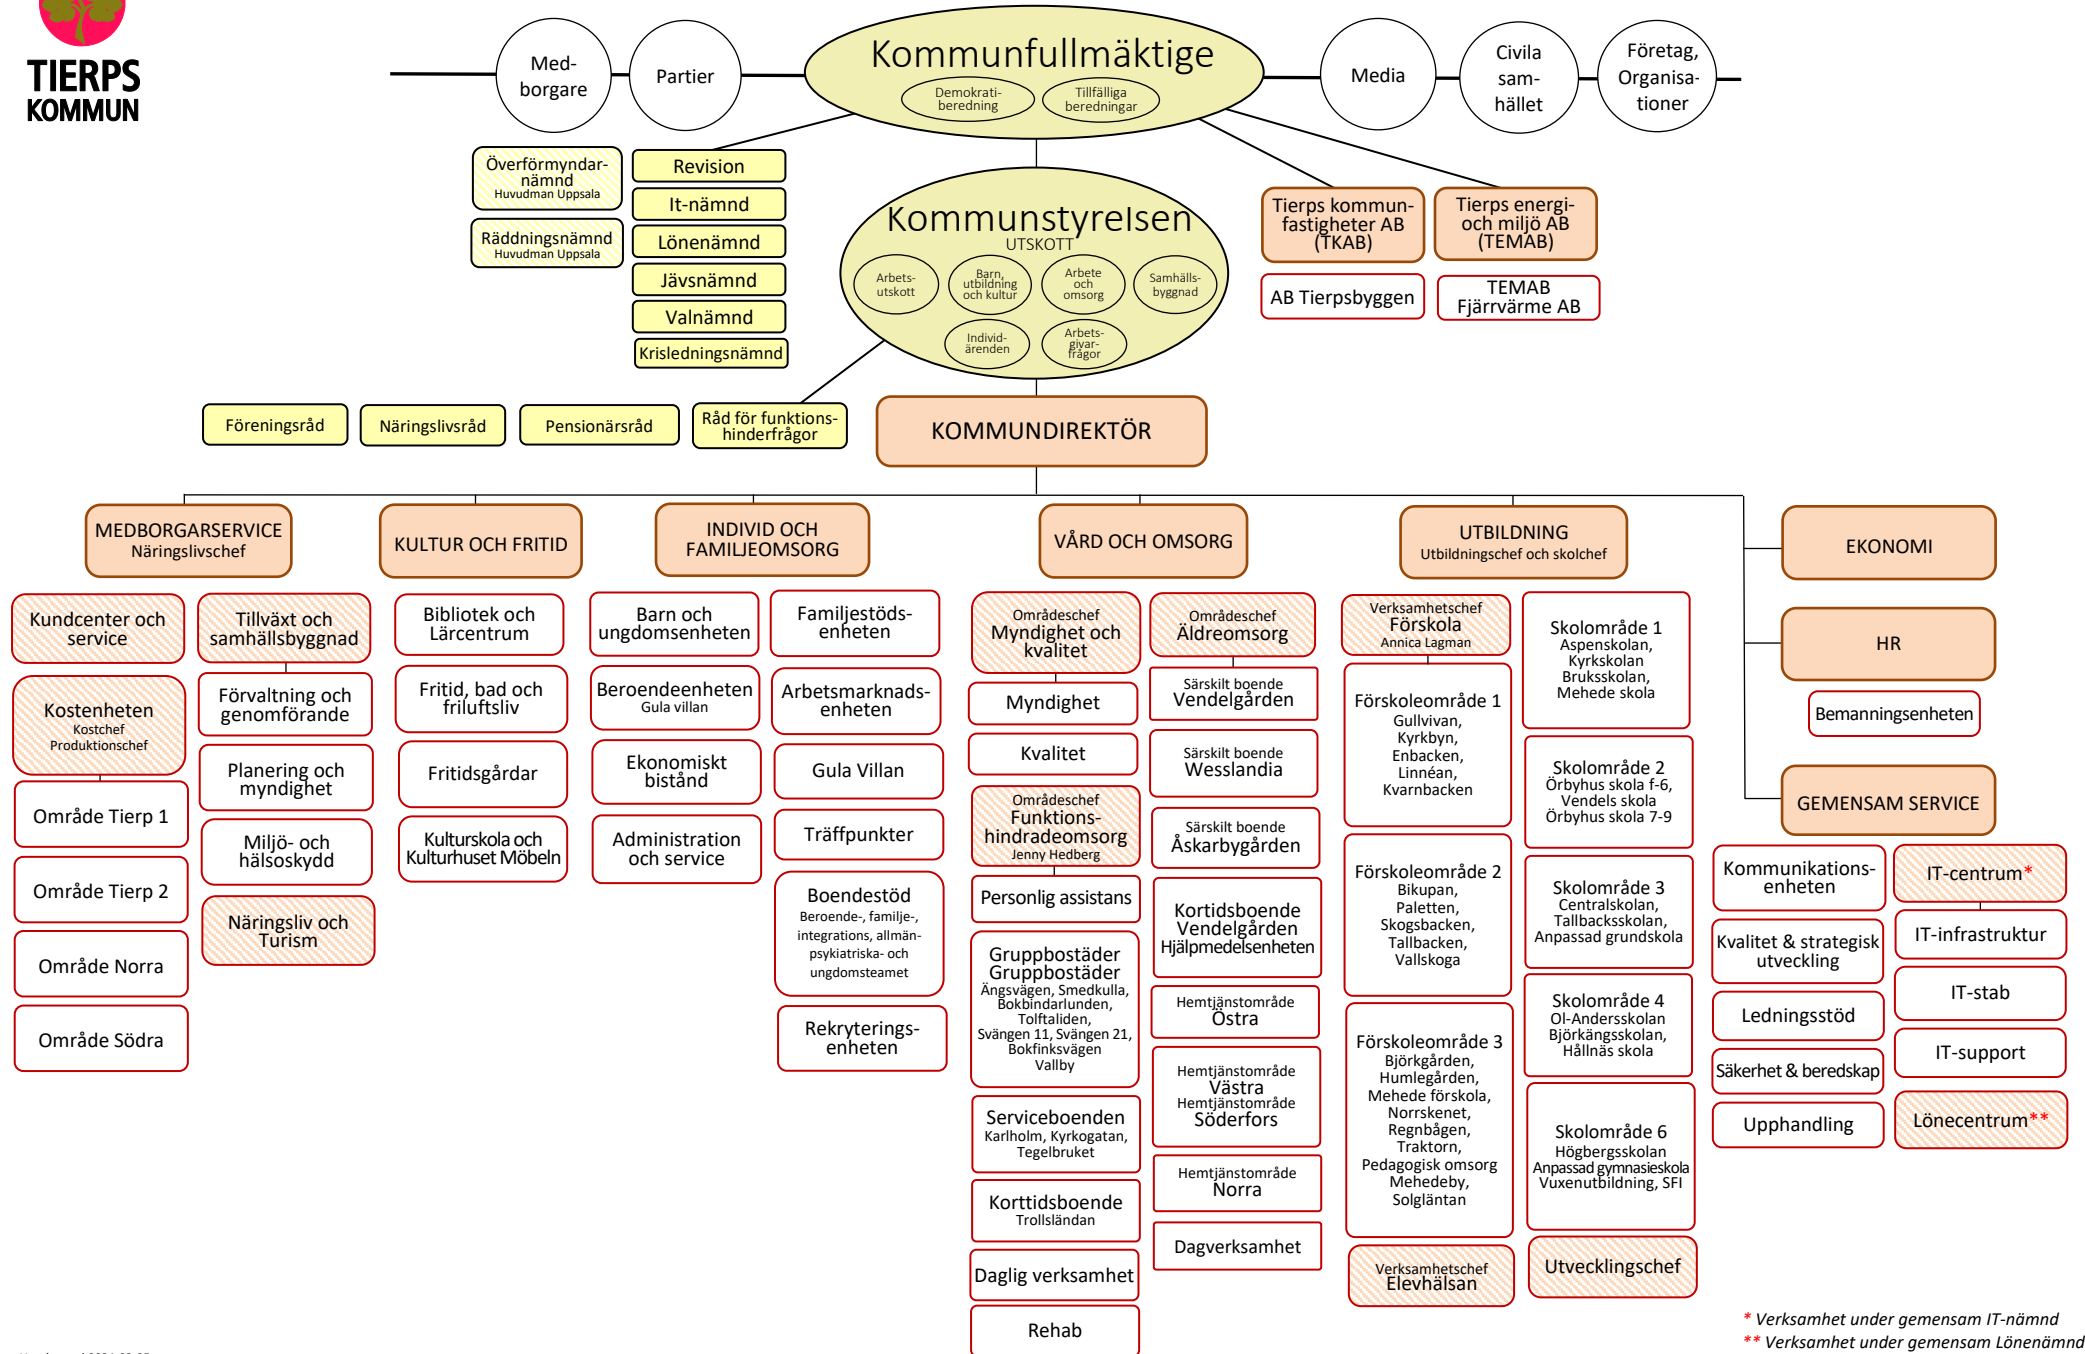 TIERPS
KOMMUN
Med-
borgare
Partier
Kommunfullmäktige
Demokrati-
beredning
Tillfälliga
beredningar
Media
Civila
sam-
hället
Företag,
Organisa-
tioner
Överförmyndar-
nämnd
Huvudman Uppsala
Räddningsnämnd
Huvudman Uppsala
Revision
It-nämnd
Lönenämnd
Jävsnämnd
Valnämnd
Krisledningsnämnd
Kommunstyrelsen
UTSKOTT
Arbets-
utskott
Barn,
utbildning
och kultur
Arbete
och
omsorg
Samhälls-
byggnad
Individ-
ärenden
Arbets-
givar-
frågor
Tierps kommun-
fastigheter AB
(TKAB)
Tierps energi-
och miljö AB
(TEMAB)
AB Tierpsbyggen
TEMAB
Fjärrvärme AB
Föreningsråd
Näringslivsråd
Pensionärsråd
Råd för funktions-
hinderfrågor
KOMMUNDIREKTÖR
MEDBORGARSERVICE
Näringslivschef
KULTUR OCH FRITID
INDIVID OCH
FAMILJEOMSORG
VÅRD OCH OMSORG
UTBILDNING
Utbildningschef och skolchef
EKONOMI
HR
Bemanningsenheten
GEMENSAM SERVICE
Kundcenter och
service
Kostenheten
Kostchef
Produktionschef
Område Tierp 1
Område Tierp 2
Område Norra
Område Södra
Tillväxt och
samhällsbyggnad
Förvaltning och
genomförande
Planering och
myndighet
Miljö- och
hälsoskydd
Näringsliv och
Turism
Bibliotek och
Lärcentrum
Fritid, bad och
friluftsliv
Fritidsgårdar
Kulturskola och
Kulturhuset Möbeln
Barn och
ungdomsenheten
Beroendeenheten
Gula villan
Ekonomiskt
bistånd
Administration
och service
Familjestöds-
enheten
Arbetsmarknads-
enheten
Gula Villan
Träffpunkter
Boendestöd
Beroende-, familje-,
integrations, allmän-
psykiatriska- och
ungdomsteamet
Rekryterings-
enheten
Områdeschef
Myndighet och
kvalitet
Myndighet
Kvalitet
Områdeschef
Funktions-
hindradeomsorg
Jenny Hedberg
Personlig assistans
Gruppbostäder
Gruppbostäder
Ängsvägen, Smedkulla,
Bokbindarlunden,
Tolftaliden,
Svängen 11, Svängen 21,
Bokfinksvägen
Vallby
Serviceboenden
Karlholm, Kyrkogatan,
Tegelbruket
Korttidsboende
Trollsländan
Daglig verksamhet
Rehab
Områdeschef
Äldreomsorg
Särskilt boende
Vendelgården
Särskilt boende
Wesslandia
Särskilt boende
Åskarbygården
Kortidsboende
Vendelgården
Hjälpmedelsenheten
Hemtjänstområde
Östra
Hemtjänstområde
Västra
Hemtjänstområde
Söderfors
Hemtjänstområde
Norra
Dagverksamhet
Verksamhetschef
Förskola
Annica Lagman
Förskoleområde 1
Gullvivan,
Kyrkbyn,
Enbacken,
Linnéan,
Kvarnbacken
Förskoleområde 2
Bikupan,
Paletten,
Skogsbacken,
Tallbacken,
Vallskoga
Förskoleområde 3
Björkgården,
Humlegården,
Mehede förskola,
Norrskenet,
Regnbågen,
Traktorn,
Pedagogisk omsorg
Mehedeby,
Solgläntan
Verksamhetschef
Elevhälsan
Skolområde 1
Aspenskolan,
Kyrkskolan
Bruksskolan,
Mehede skola
Skolområde 2
Örbyhus skola f-6,
Vendels skola
Örbyhus skola 7-9
Skolområde 3
Centralskolan,
Tallbacksskolan,
Anpassad grundskola
Skolområde 4
Ol-Andersskolan
Björkängsskolan,
Hållnäs skola
Skolområde 6
Högbergsskolan
Anpassad gymnasieskola
Vuxenutbildning, SFI
Utvecklingschef
Kommunikations-
enheten
Kvalitet & strategisk
utveckling
Ledningsstöd
Säkerhet & beredskap
Upphandling
IT-centrum*
IT-infrastruktur
IT-stab
IT-support
Lönecentrum**
* Verksamhet under gemensam IT-nämnd
** Verksamhet under gemensam Lönenämnd